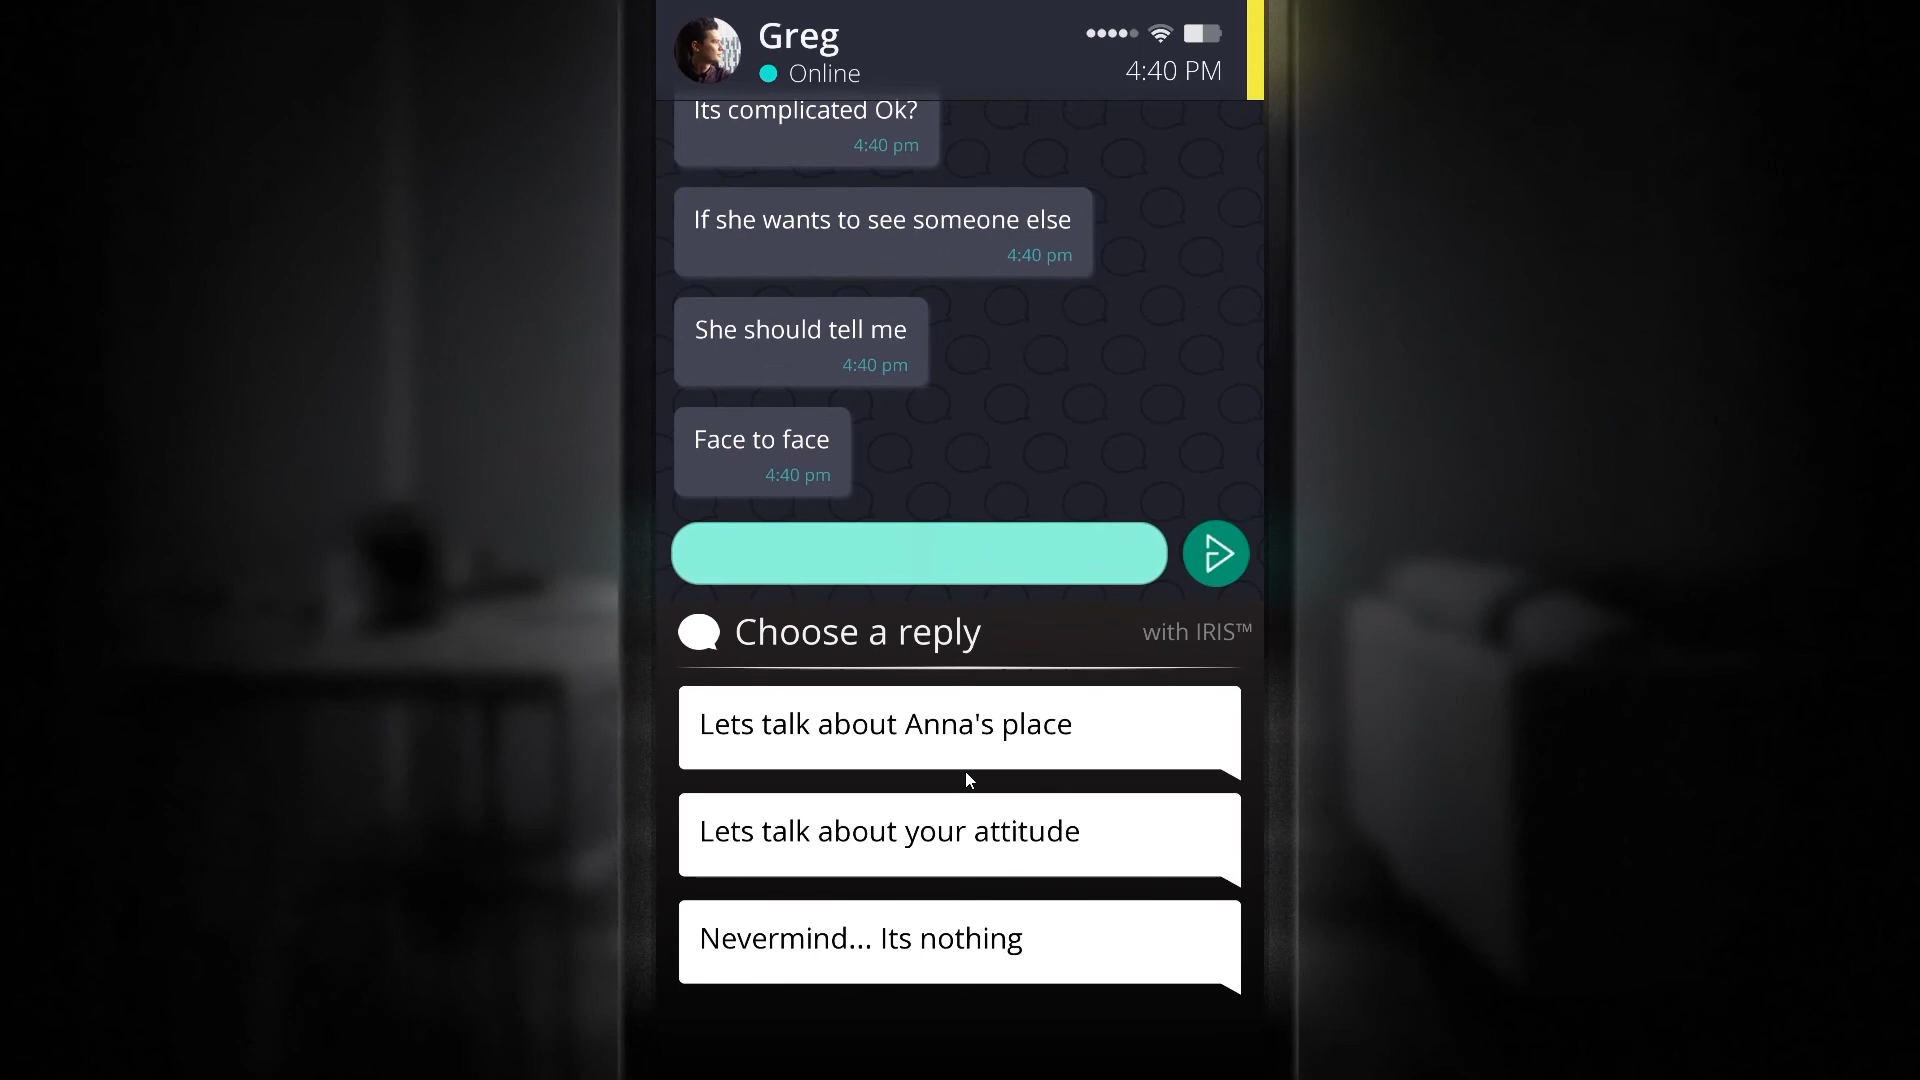 Greg
Online
4:40 PM
Its complicated Ok?
4:40 pm
If she wants to see someone else
4:40 pm
She should tell me
4:40 pm
Face to face
4:40 pm
Choose a reply
with IRIS™
Lets talk about Anna's place
Lets talk about your attitude
Nevermind... Its nothing